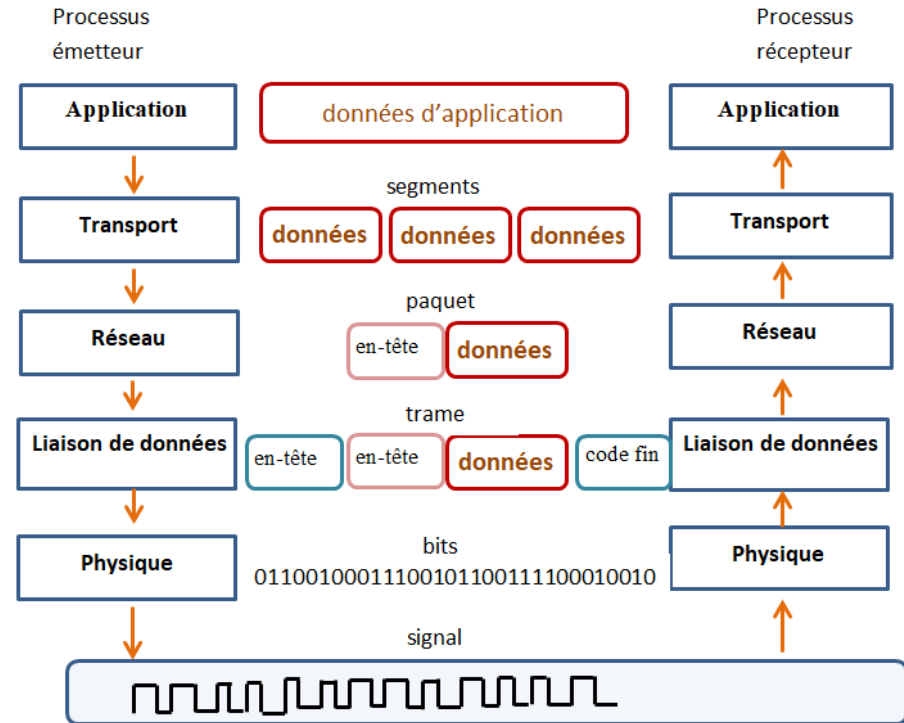 Processus
émetteur
Processus
récepteur
Application
données d'application
Application
segments
Transport
données
données
données
Transport
paquet
Réseau
en-tête
données
Réseau
trame
Liaison de données
en-tête
en-tête
données
code fin
Liaison de données
bits
Physique
0110010001110010110011110001 0010
Physique
signal